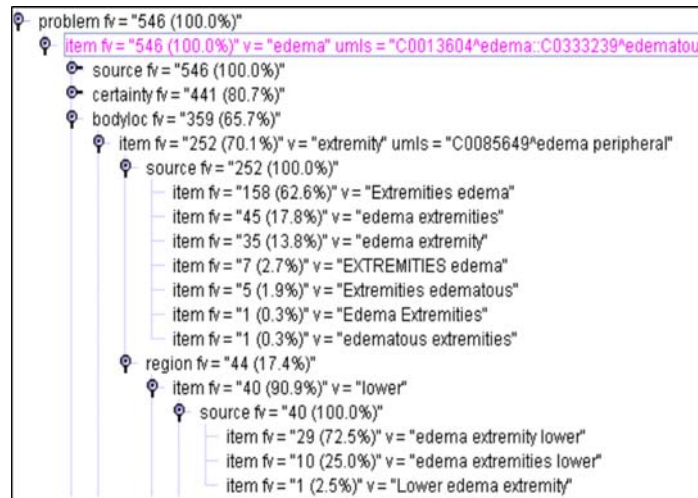 problem fv = "546 (100.0%)"
item fv = "546 (100.0%)" v = "edema" umls = "C0013604^edema::C0333239^edematou
source fv = "546 (100.0%)"
certainty fv = "441 (80.7%)"
bodyloc fv = "359 (65.7%)"
item fv = "252 (70.1%)" v = "extremity" umls = "C0085649^edema peripheral"
source fv = "252 (100.0%)"
item fv = "158 (62.6%)" v = "Extremities edema"
item fv = "45 (17.8%)" v = "edema extremities"
item fv = "35 (13.8%)" v = "edema extremity"
item fv = "7 (2.7%)" v = "EXTREMITIES edema"
item fv = "5 (1.9%)" v = "Extremities edematous"
item fv = "1 (0.3%)" v = "Edema Extremities"
item fv = "1 (0.3%)" v = "edematous extremities"
region fv = "44 (17.4%)"
item fv = "40 (90.9%)" v = "lower"
source fv = "40 (100.0%)"
item fv = "29 (72.5%)" v = "edema extremity lower"
item fv = "10 (25.0%)" v = "edema extremities lower"
item fv = "1 (2.5%)" v = "Lower edema extremity"